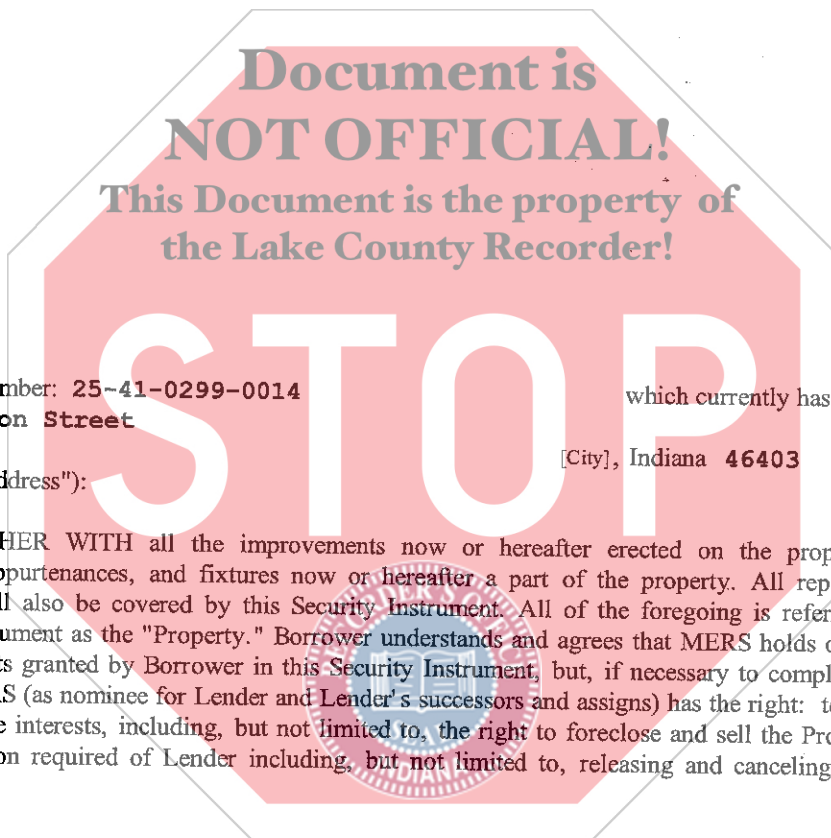 Document is
NOT OFFICIAL!
This Document is the property of
the Lake County Recorder!
STOP
mber: 25-41-0299-0014 which currently has
on Street
[City], Indiana 46403
ddress"):
HER WITH all the improvements now or hereafter erected on the prop
ppurtenances, and fixtures now or hereafter a part of the property. All rep
ll also be covered by this Security Instrument. All of the foregoing is refer
ument as the "Property." Borrower understands and agrees that MERS holds o
ts granted by Borrower in this Security Instrument, but, if necessary to compl
RS (as nominee for Lender and Lender's successors and assigns) has the right: t
e interests, including, but not limited to, the right to foreclose and sell the Pro
on required of Lender including, but not limited to, releasing and canceling
SEAL
INDIANA